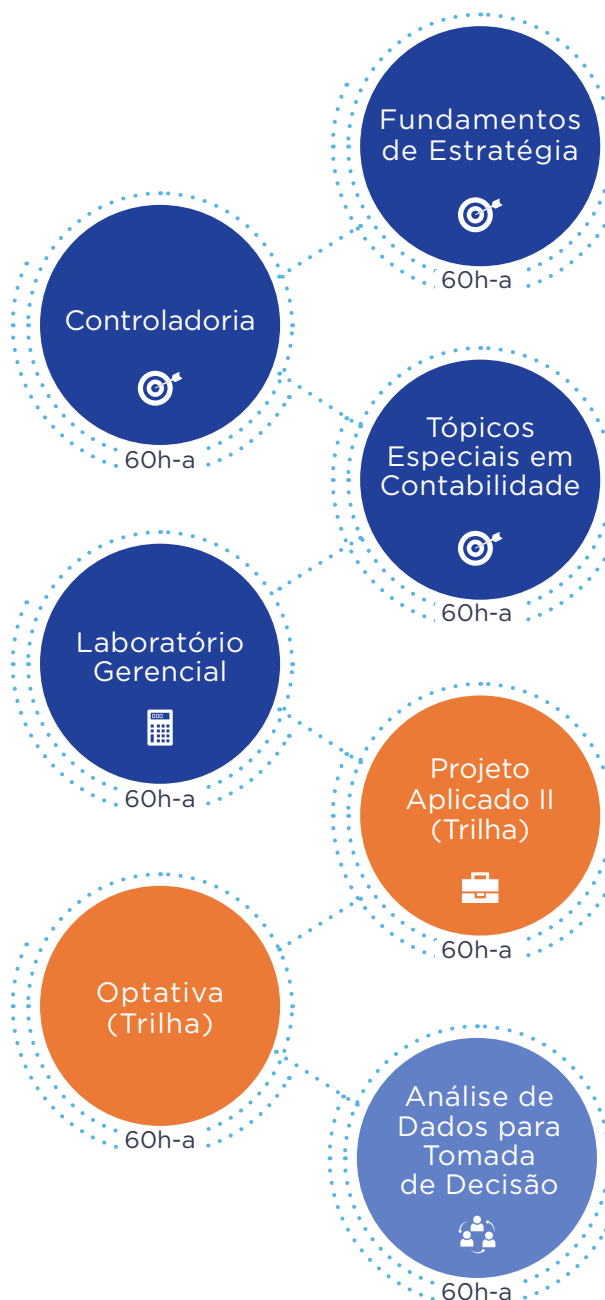 Fundamentos
de Estratégia
60h-a
Controladoria
60h-a
Tópicos
Especiais em
Contabilidade
60h-a
Laboratório
Gerencial
60h-a
Projeto
Aplicado II
(Trilha)
60h-a
Optativa
(Trilha)
60h-a
Análise de
Dados para
Tomada
de Decisão
60h-a